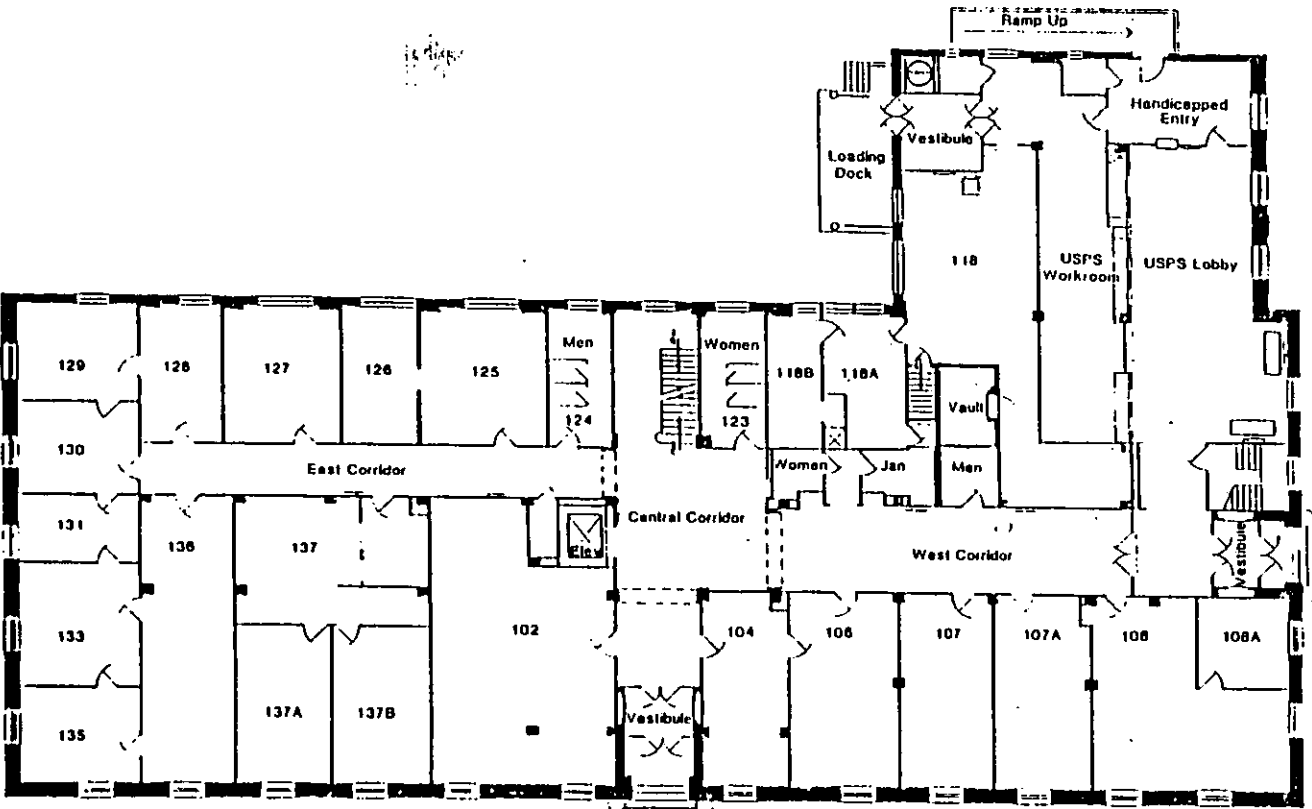 Ramp Up
Handicapped
Entry
Vestibule
Loading
Dock
118
USPS
Workroom
USPS Lobby
Men
Women
129
128
127
126
125
118B
118A
124
123
Vault
130
East Corridor
Women
Jan
Men
131
136
137
Elev
Central Corridor
West Corridor
Vestibule
133
102
104
106
107
107A
108
108A
137A
137B
Vestibule
135